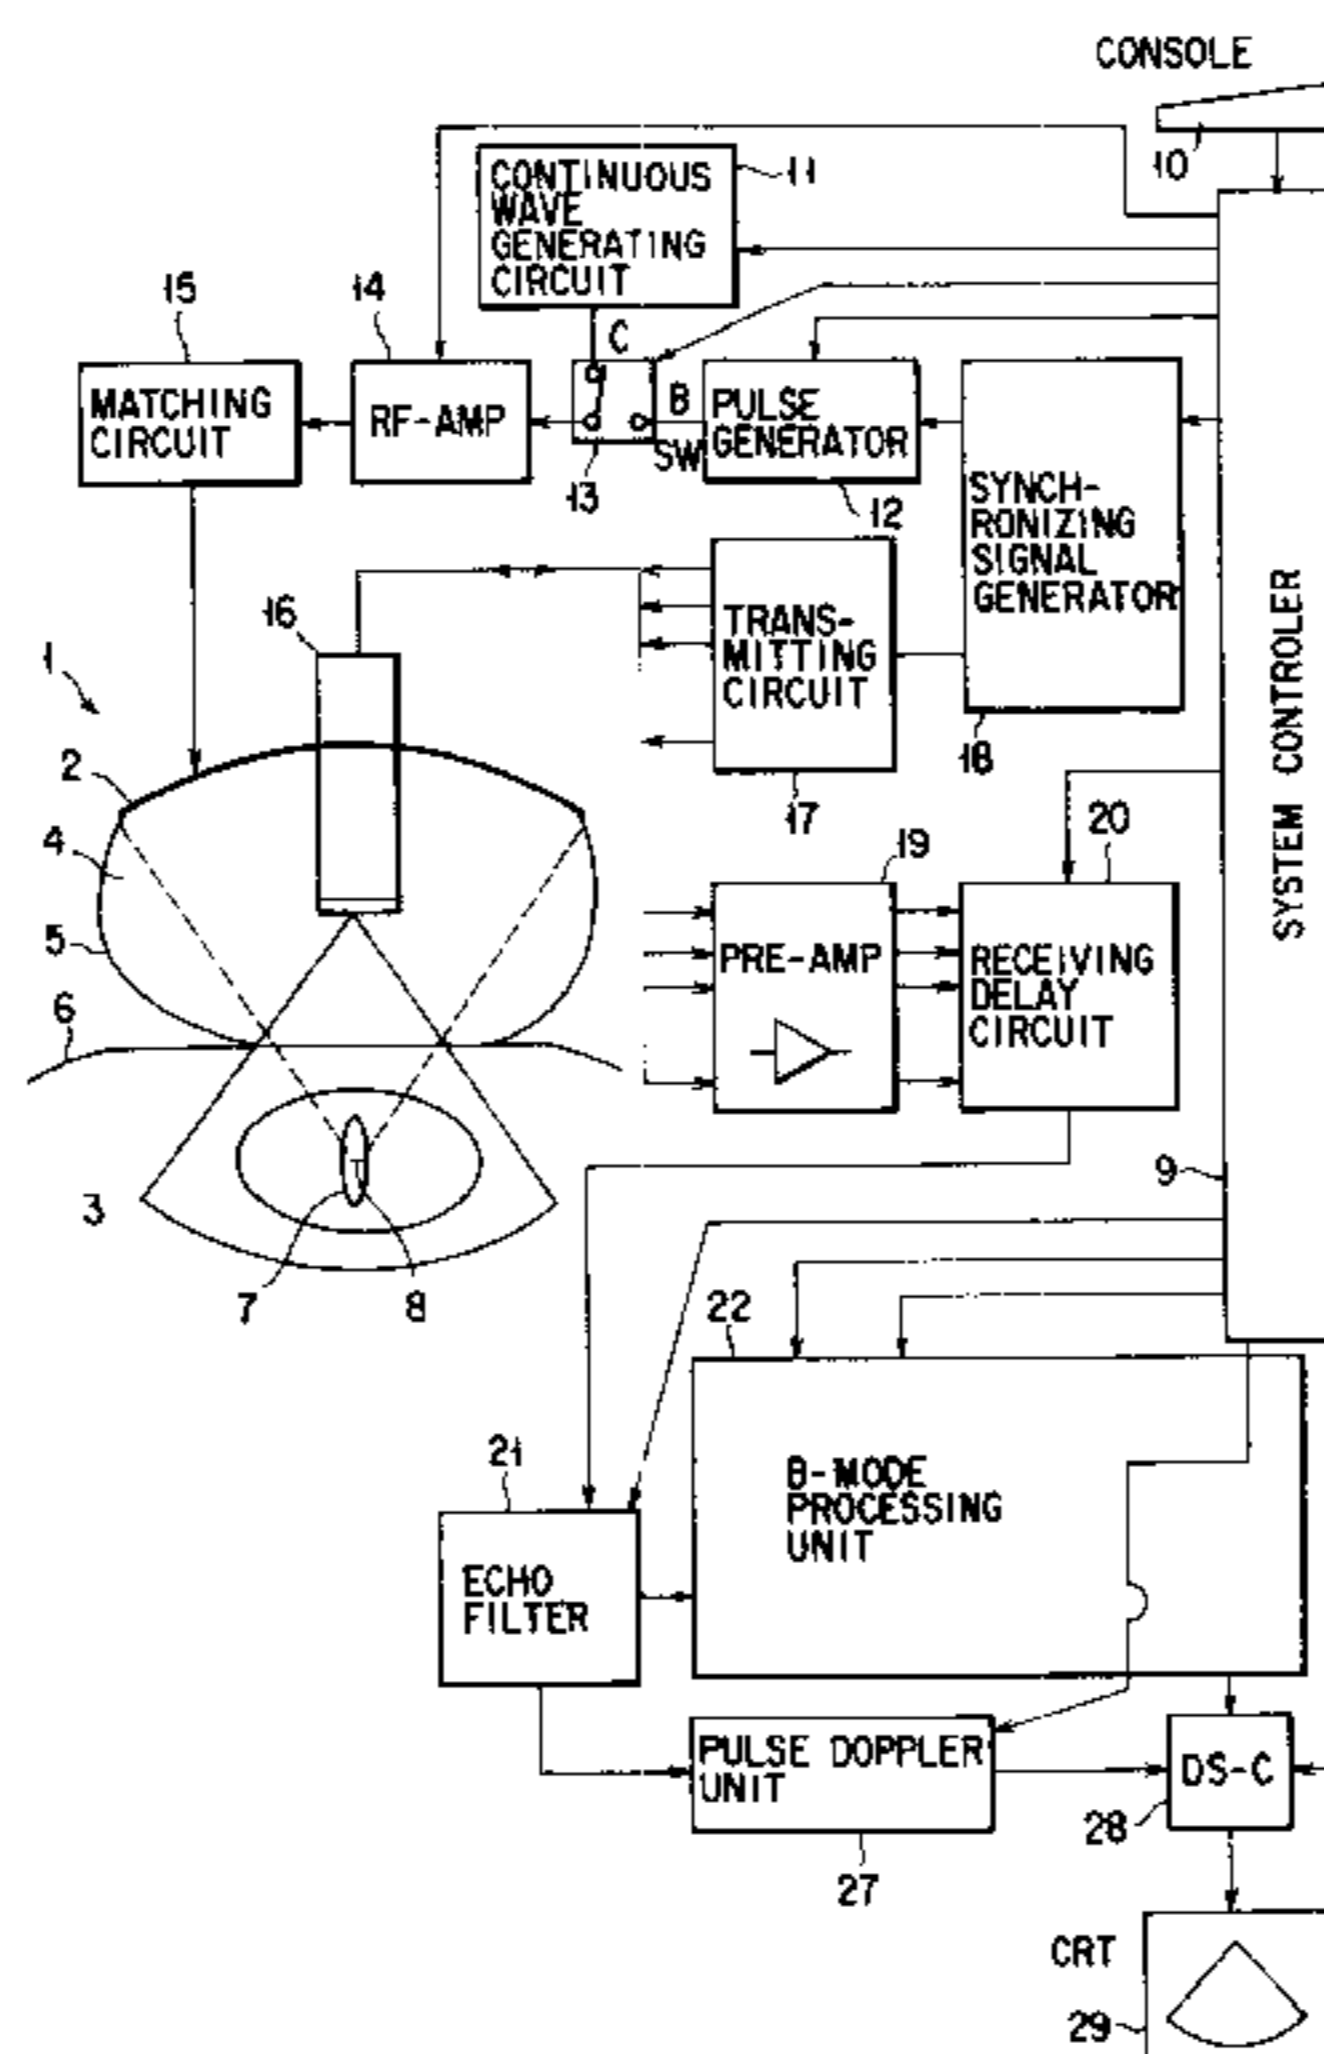 CONSOLE
10
11
CONTINUOUS
WAVE
GENERATING
CIRCUIT
15
14
C
MATCHING
CIRCUIT
RF-AMP
B
SW
13
PULSE
GENERATOR
12
SYNCH-
RONIZING
SIGNAL
GENERATOR
18
SYSTEM CONTROLER
16
TRANS-
MITTING
CIRCUIT
17
1
2
4
5
6
3
7
8
19
20
PRE-AMP
RECEIVING
DELAY
CIRCUIT
9
22
21
B-MODE
PROCESSING
UNIT
ECHO
FILTER
PULSE DOPPLER
UNIT
27
DS-C
28
CRT
29